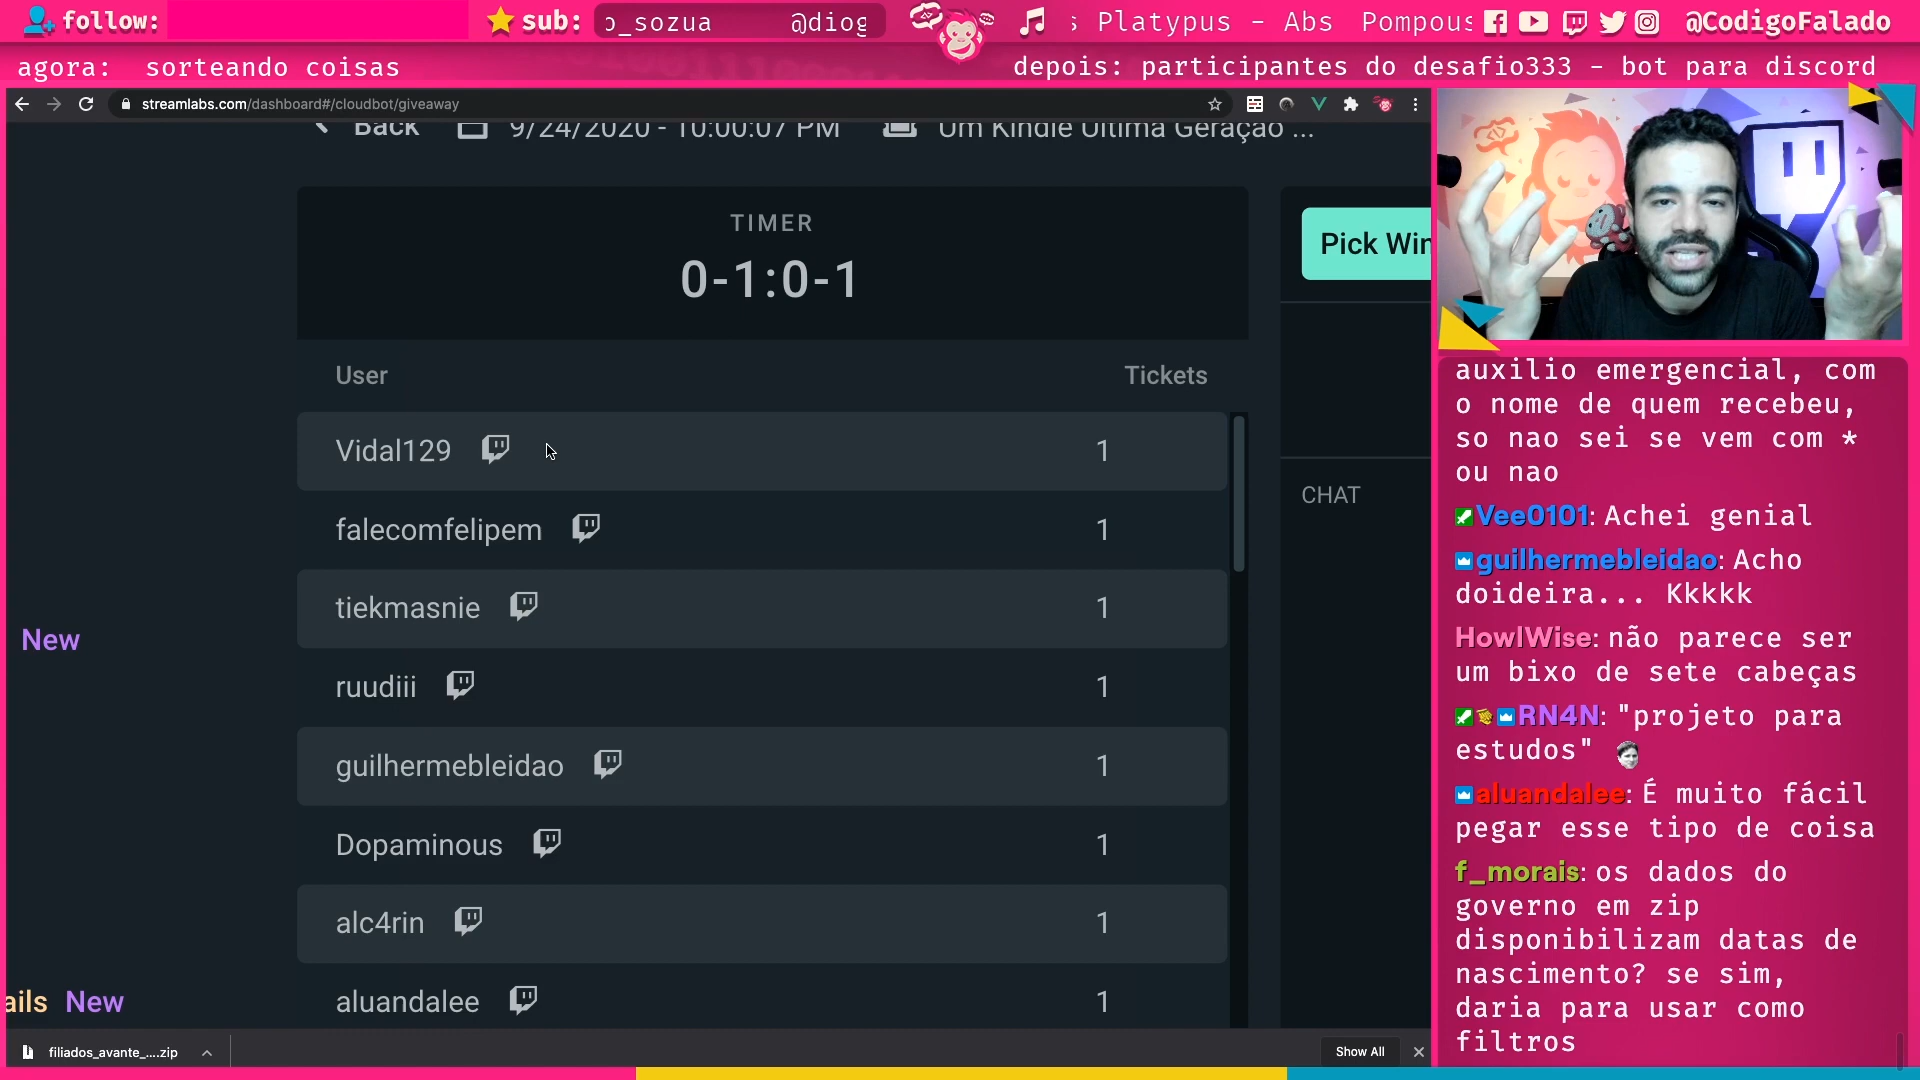 follow:
sub: o_sozua @diog
s Platypus - Abs Pompous
@CodigoFalado
agora: sorteando coisas
depois: participantes do desafio333 - bot para discord
streamlabs.com/dashboard#/cloudbot/giveaway
Back 9/24/2020 - 10:00:07 PM Um Kindle Última Geração ...
TIMER
0-1:0-1
Pick Win
User Tickets
Vidal129 1
falecomfelipem 1
tiekmasnie 1
ruudiii 1
guilhermebleidao 1
Dopaminous 1
alc4rin 1
aluandalee 1
New
ails New
CHAT
filiados_avante_....zip
Show All
auxilio emergencial, com
o nome de quem recebeu,
so nao sei se vem com *
ou nao
Vee0101: Achei genial
guilhermebleidao: Acho
doideira... Kkkkk
HowlWise: não parece ser
um bixo de sete cabeças
RN4N: "projeto para
estudos"
aluandalee: É muito fácil
pegar esse tipo de coisa
f_morais: os dados do
governo em zip
disponibilizam datas de
nascimento? se sim,
daria para usar como
filtros